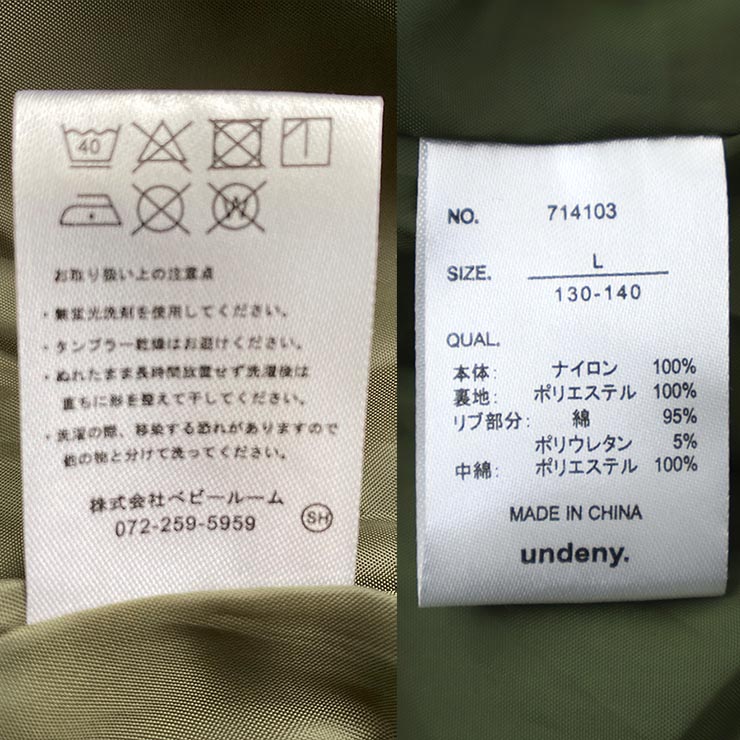 40
W
お取り扱い上の注意点
・無蛍光洗剤を使用してください。
・タンブラー乾燥はお避けください。
・ぬれたまま長時間放置せず洗濯後は
直ちに形を整えて干してください。
・洗濯の際、移染する恐れがありますので
他の物と分けて洗ってください。
株式会社ベビールーム
072-259-5959
SH
NO. 714103
SIZE. L
130-140
QUAL.
本体: ナイロン 100%
裏地: ポリエステル 100%
リブ部分: 綿 95%
ポリウレタン 5%
中綿: ポリエステル 100%
MADE IN CHINA
undeny.